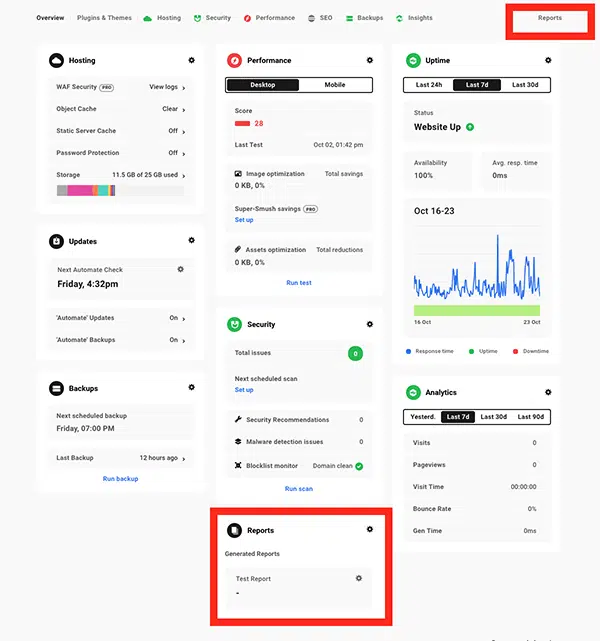 Overview Plugins & Themes Hosting Security Performance SEO Backups Insights Reports
Hosting
WAF Security PRO View logs
Object Cache Clear
Static Server Cache Off
Password Protection Off
Storage 11.5 GB of 25 GB used
Updates
Next Automate Check
Friday, 4:32pm
'Automate' Updates On
'Automate' Backups On
Backups
Next scheduled backup
Friday, 07:00 PM
Last Backup 12 hours ago
Run backup
Performance
Desktop Mobile
Score
28
Last Test Oct 02, 01:42 pm
Image optimization Total savings
0 KB, 0%
Super-Smush savings PRO
Set up
Assets optimization Total reductions
0 KB, 0%
Run test
Security
Total issues 0
Next scheduled scan
Set up
Security Recommendations 0
Malware detection issues 0
Blocklist monitor Domain clean
Run scan
Reports
Generated Reports
Test Report
-
Uptime
Last 24h Last 7d Last 30d
Status
Website Up
Availability Avg. resp. time
100% 0ms
Oct 16-23
16 Oct 23 Oct
Response time Uptime Downtime
Analytics
Yesterd. Last 7d Last 30d Last 90d
Visits 0
Pageviews 0
Visit Time 00:00:00
Bounce Rate 0%
Gen Time 0ms